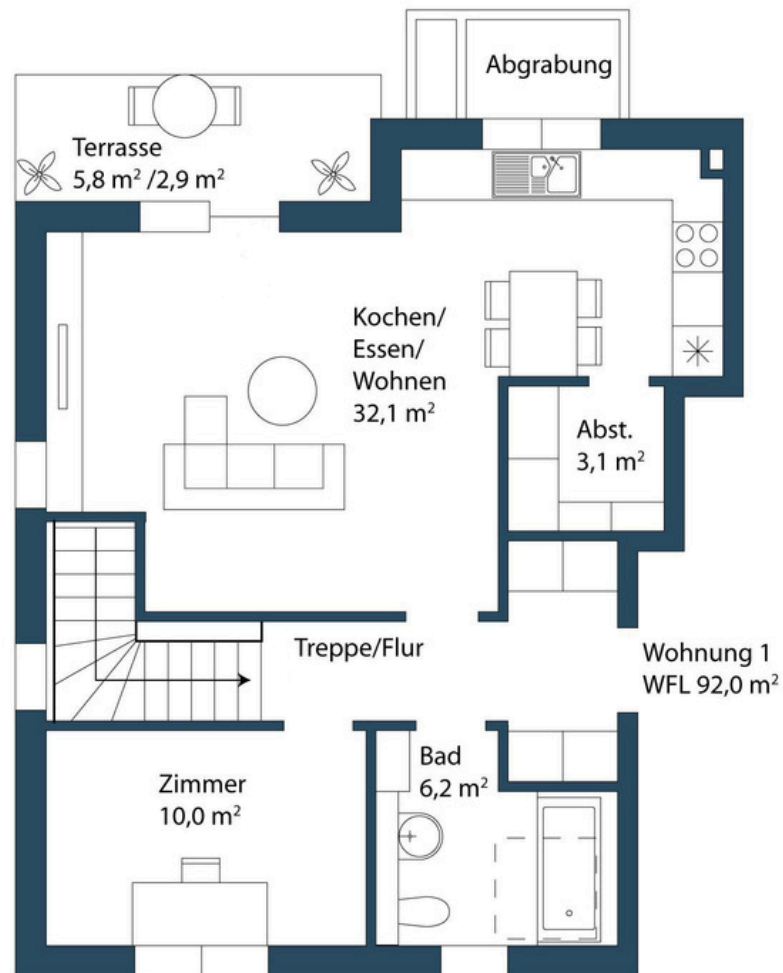 Abgrabung
Terrasse
5,8 m² /2,9 m²
Kochen/
Essen/
Wohnen
32,1 m²
Abst.
3,1 m²
Treppe/Flur
Wohnung 1
WFL 92,0 m²
Zimmer
10,0 m²
Bad
6,2 m²